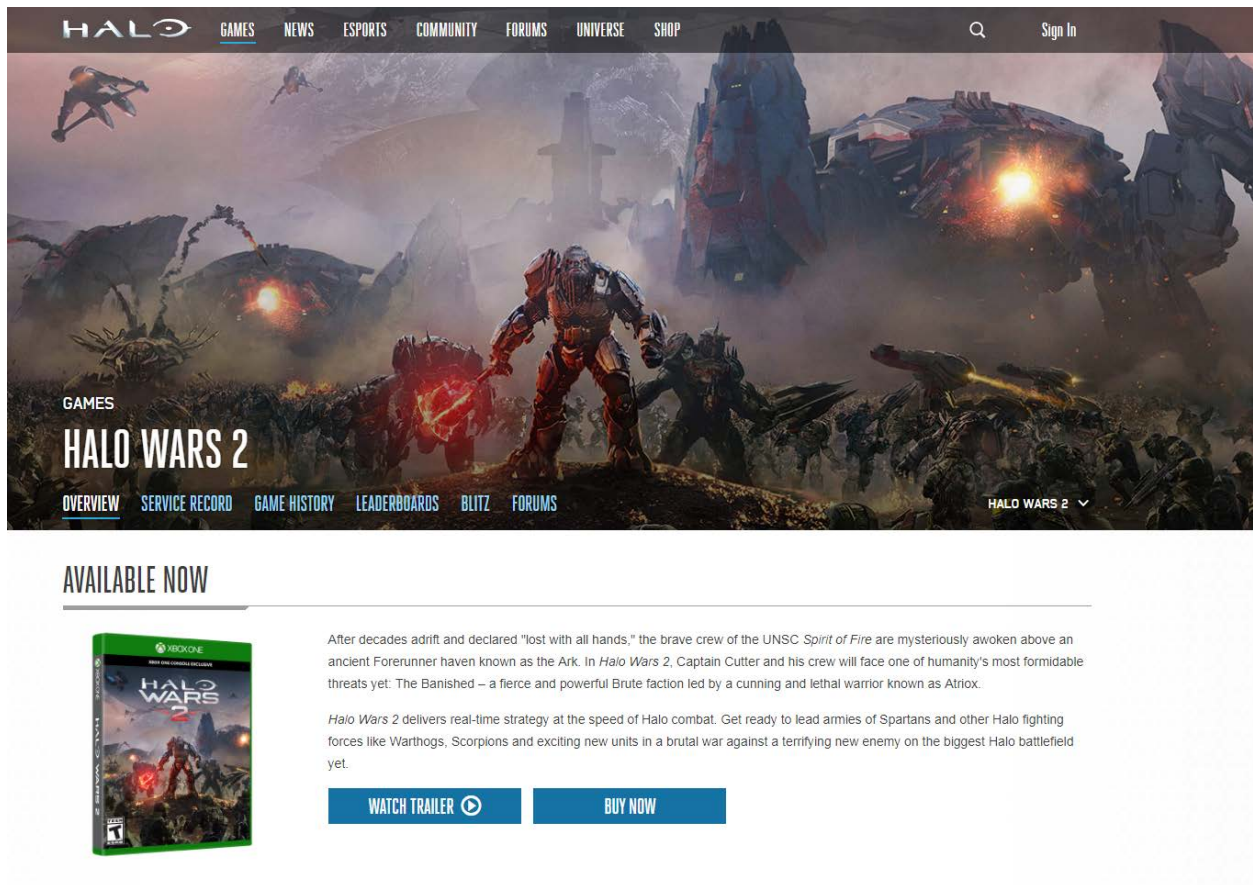 HALO GAMES NEWS ESPORTS COMMUNITY FORUMS UNIVERSE SHOP Sign In
GAMES
HALO WARS 2
OVERVIEW SERVICE RECORD GAME HISTORY LEADERBOARDS BLITZ FORUMS HALO WARS 2
AVAILABLE NOW
XBOX ONE
XBOX ONE CONSOLE EXCLUSIVE
HALO
WARS
2
HALO WARS 2
T
After decades adrift and declared "lost with all hands," the brave crew of the UNSC Spirit of Fire are mysteriously awoken above an
ancient Forerunner haven known as the Ark. In Halo Wars 2, Captain Cutter and his crew will face one of humanity's most formidable
threats yet: The Banished – a fierce and powerful Brute faction led by a cunning and lethal warrior known as Atriox.
Halo Wars 2 delivers real-time strategy at the speed of Halo combat. Get ready to lead armies of Spartans and other Halo fighting
forces like Warthogs, Scorpions and exciting new units in a brutal war against a terrifying new enemy on the biggest Halo battlefield
yet.
WATCH TRAILER BUY NOW